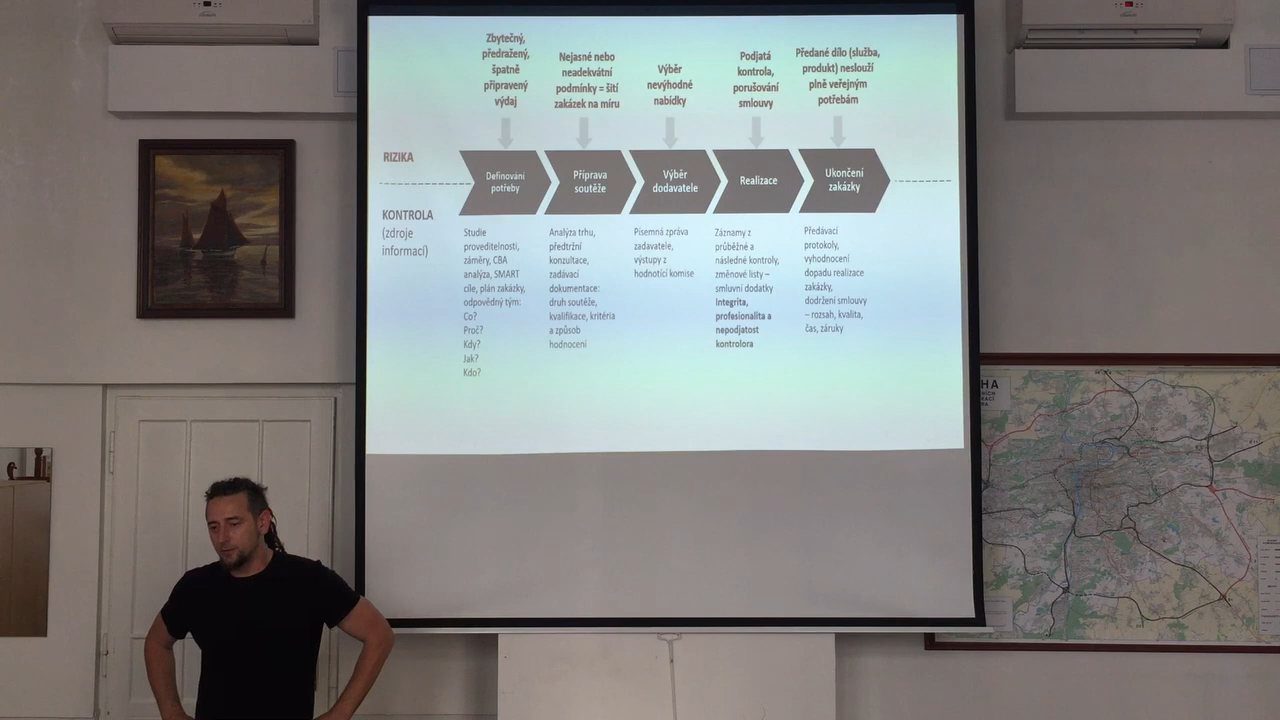 Zbytečný,
předražený,
špatně
připravený
výdaj
Nejasné nebo
neadekvátní
podmínky = šití
zakázek na míru
Výběr
nevýhodné
nabídky
Podjatá
kontrola,
porušování
smlouvy
Předané dílo (služba,
produkt) neslouží
plně veřejným
potřebám
RIZIKA
Definování
potřeby
Příprava
soutěže
Výběr
dodavatele
Realizace
Ukončení
zakázky
KONTROLA
(zdroje
informací)
Studie
proveditelnosti,
záměry, CBA
analýza, SMART
cíle, plán zakázky,
odpovědný tým:
Co?
Proč?
Kdy?
Jak?
Kdo?
Analýza trhu,
předtržní
konzultace,
zadávací
dokumentace:
druh soutěže,
kvalifikace, kritéria
a způsob
hodnocení
Písemná zpráva
zadavatele,
výstupy z
hodnotící komise
Záznamy z
průběžné a
následné kontroly,
změnové listy –
smluvní dodatky
Integrita,
profesionalita a
nepodjatost
kontrolora
Předávací
protokoly,
vyhodnocení
dopadu realizace
zakázky,
dodržení smlouvy
– rozsah, kvalita,
čas, záruky
HA